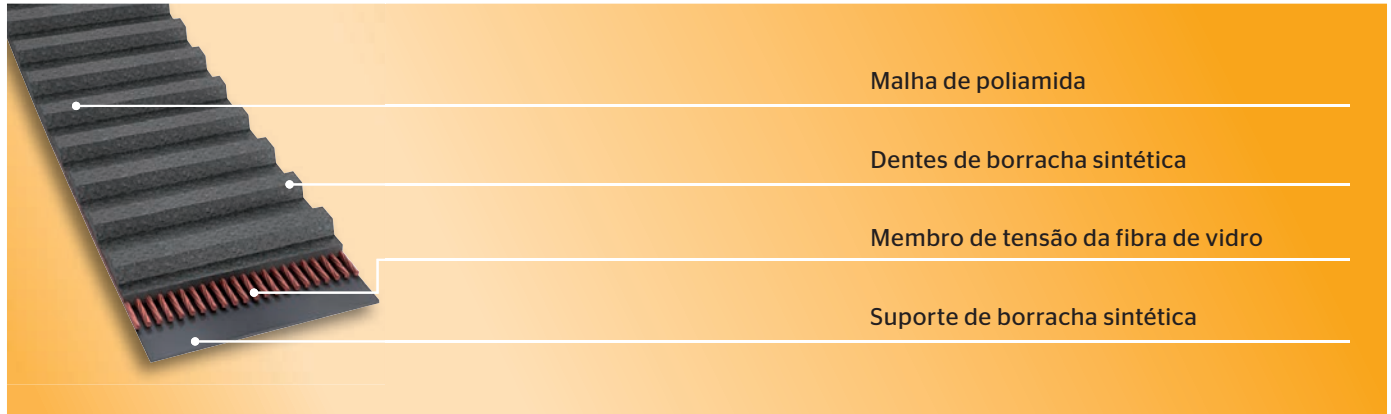 Malha de poliamida
Dentes de borracha sintética
Membro de tensão da fibra de vidro
Suporte de borracha sintética